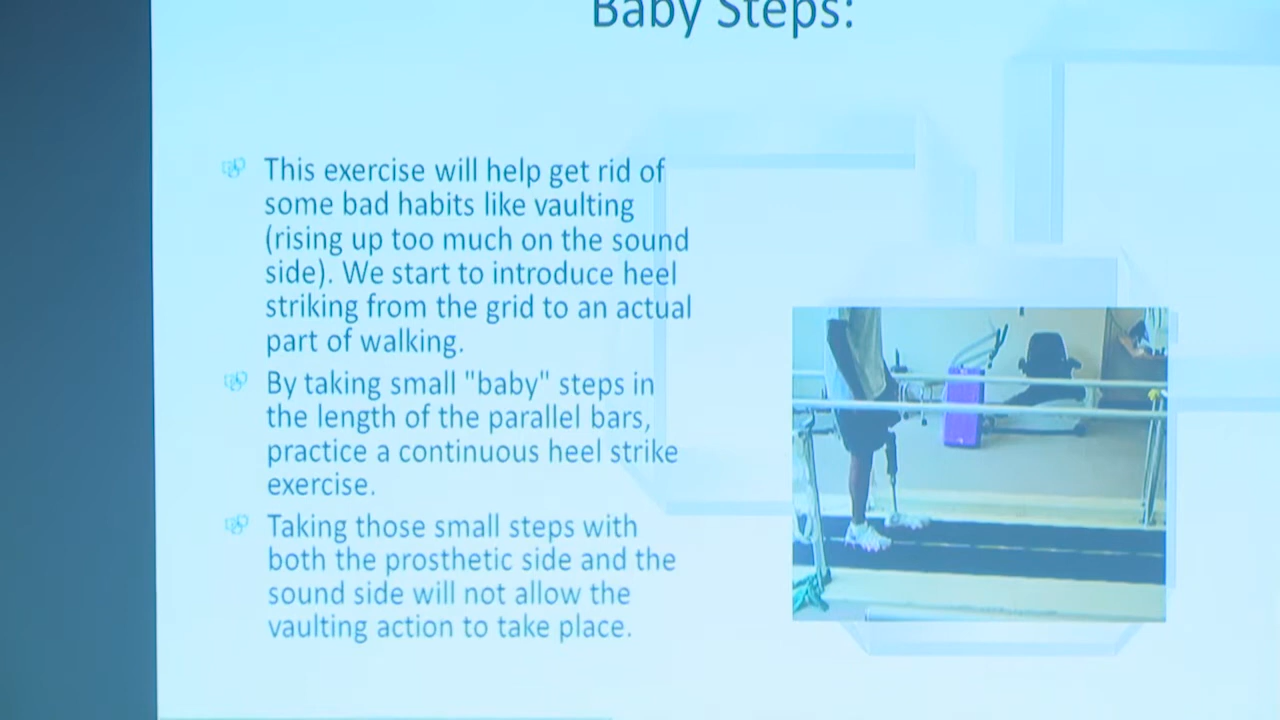 Baby Steps:
This exercise will help get rid of
some bad habits like vaulting
(rising up too much on the sound
side). We start to introduce heel
striking from the grid to an actual
part of walking.
By taking small "baby" steps in
the length of the parallel bars,
practice a continuous heel strike
exercise.
Taking those small steps with
both the prosthetic side and the
sound side will not allow the
vaulting action to take place.